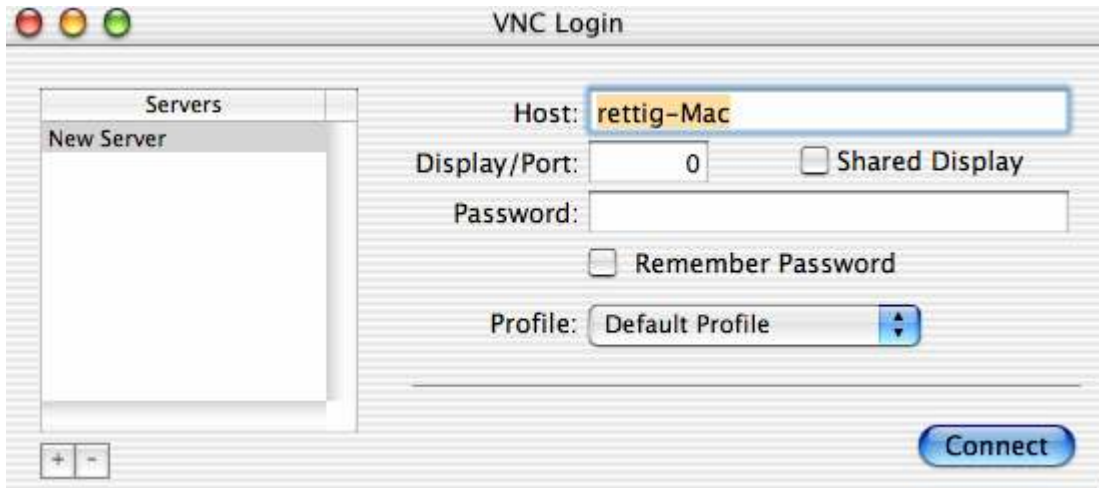 VNC Login
Servers
New Server
Host: rettig-Mac
Display/Port: 0 Shared Display
Password:
Remember Password
Profile: Default Profile
Connect
+ -